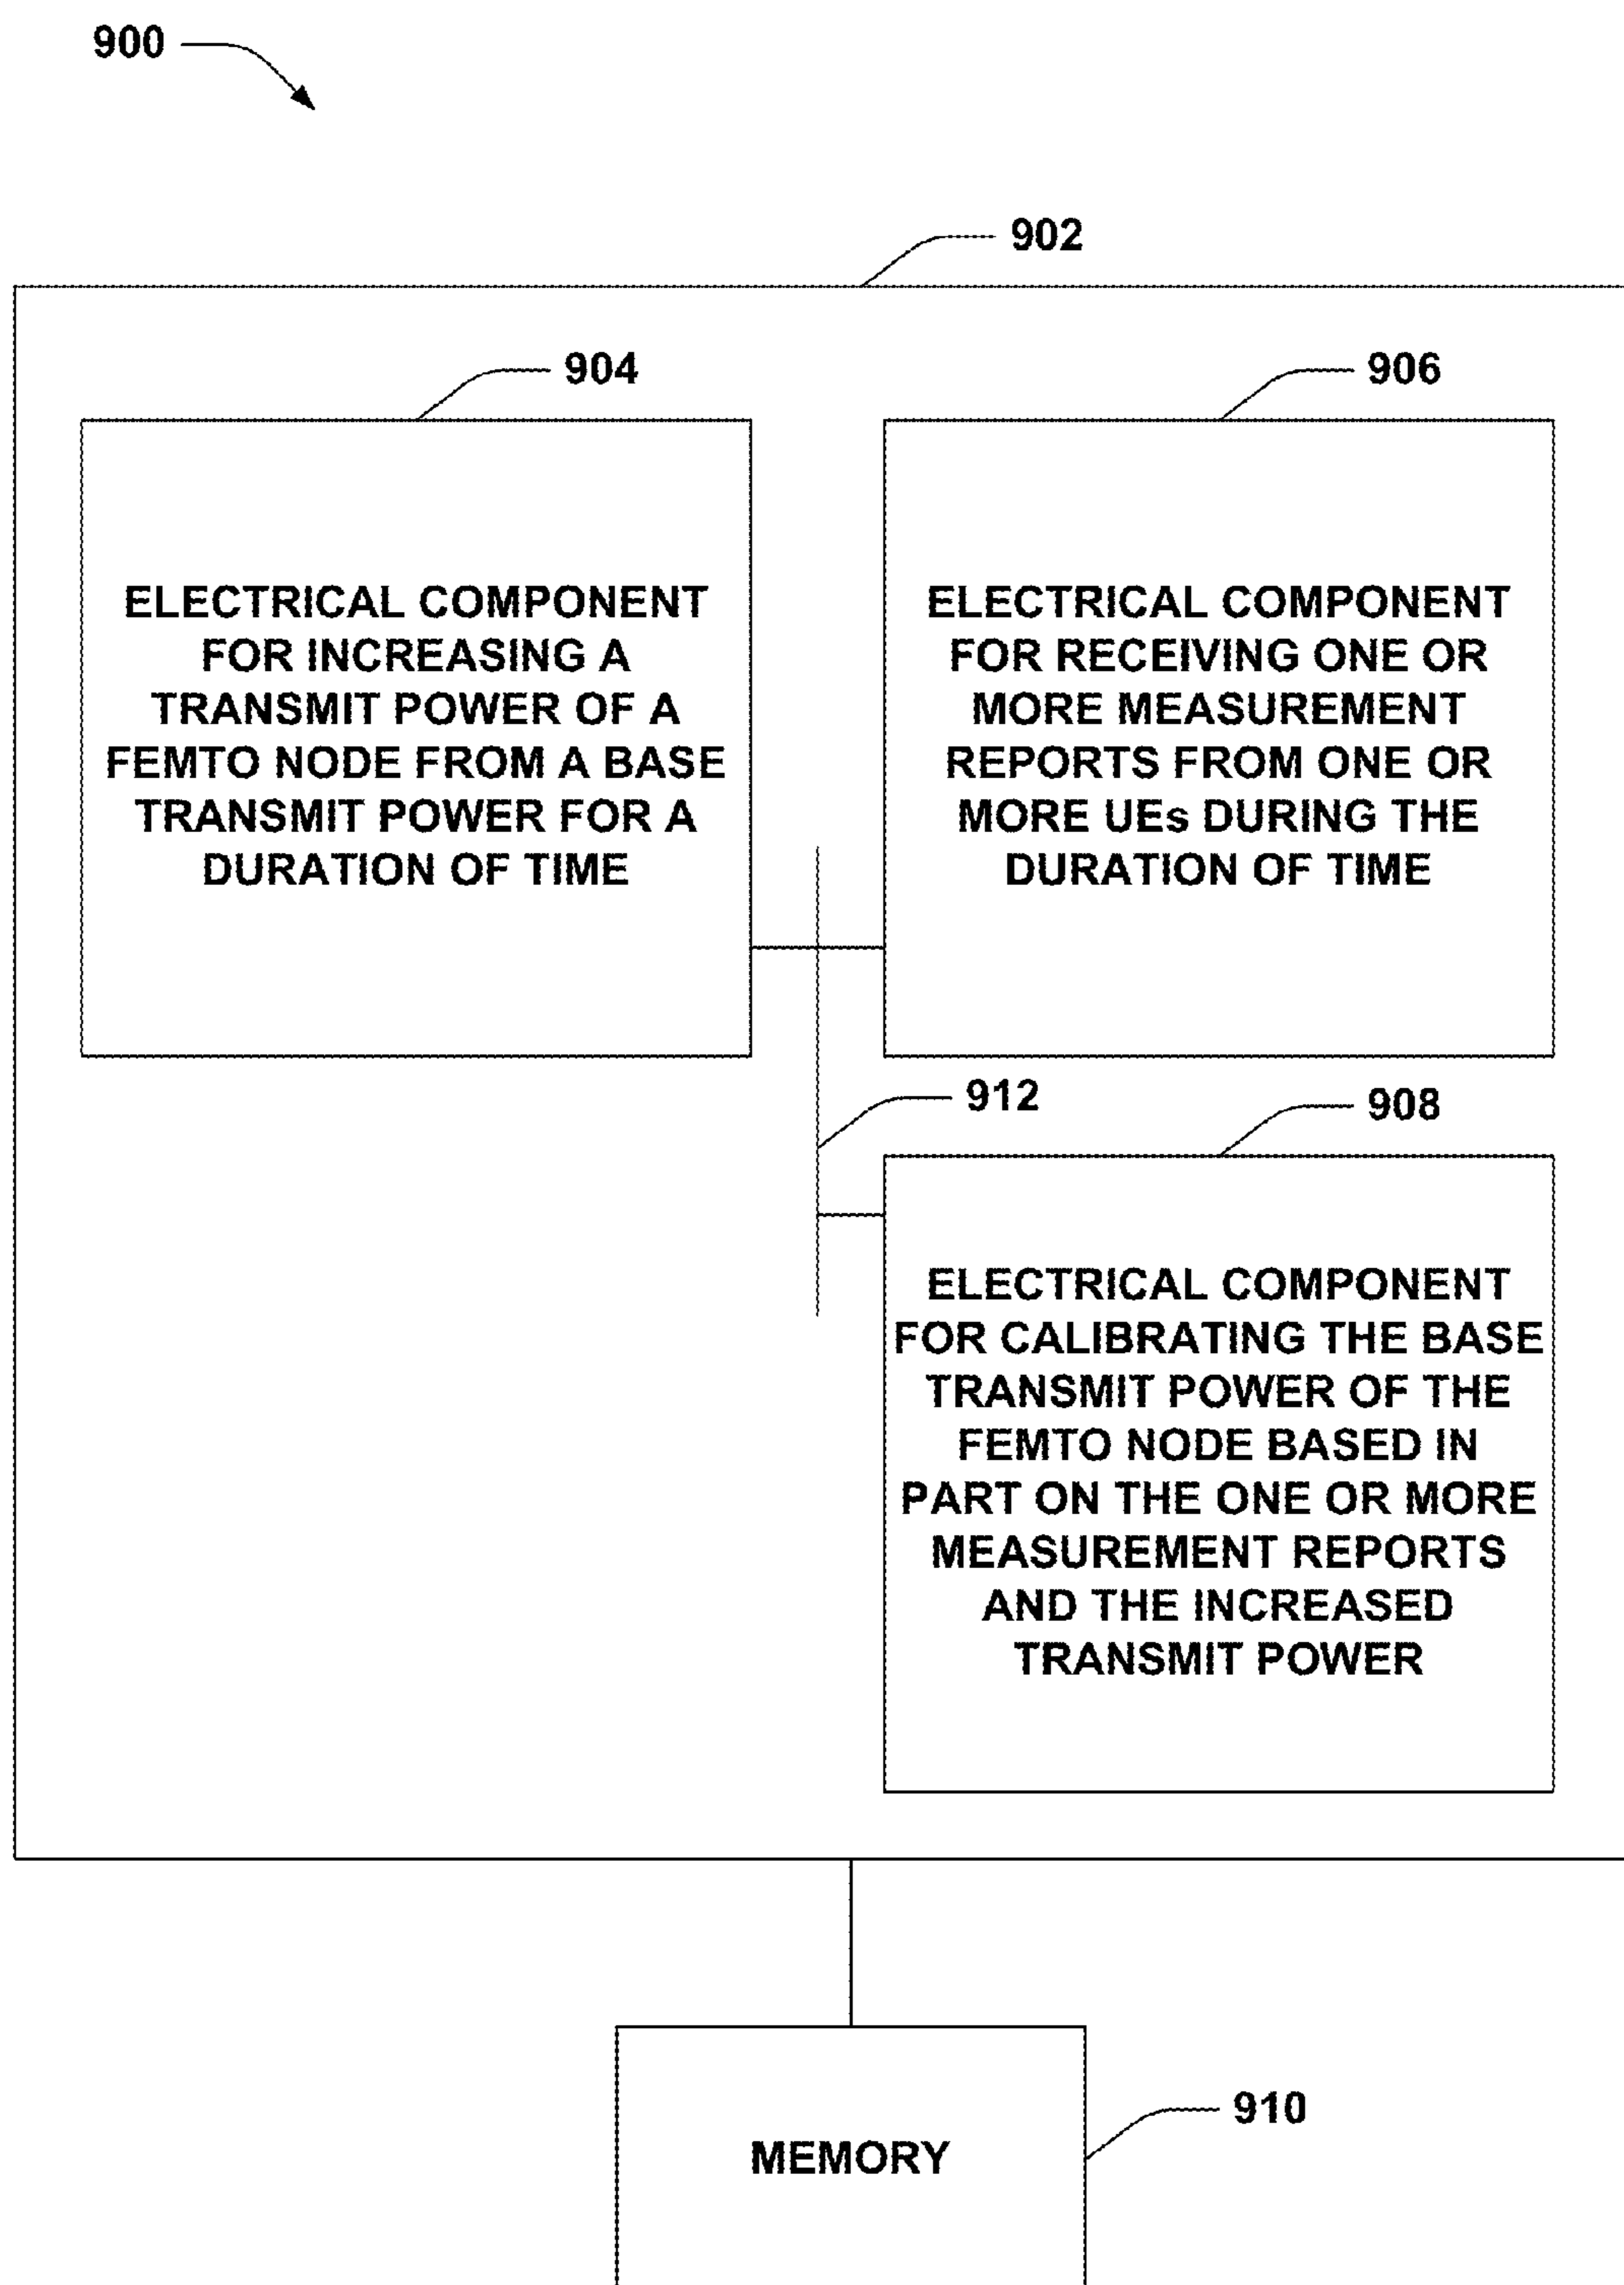 900
902
904
ELECTRICAL COMPONENT
FOR INCREASING A
TRANSMIT POWER OF A
FEMTO NODE FROM A BASE
TRANSMIT POWER FOR A
DURATION OF TIME
906
ELECTRICAL COMPONENT
FOR RECEIVING ONE OR
MORE MEASUREMENT
REPORTS FROM ONE OR
MORE UEs DURING THE
DURATION OF TIME
912
908
ELECTRICAL COMPONENT
FOR CALIBRATING THE BASE
TRANSMIT POWER OF THE
FEMTO NODE BASED IN
PART ON THE ONE OR MORE
MEASUREMENT REPORTS
AND THE INCREASED
TRANSMIT POWER
910
MEMORY